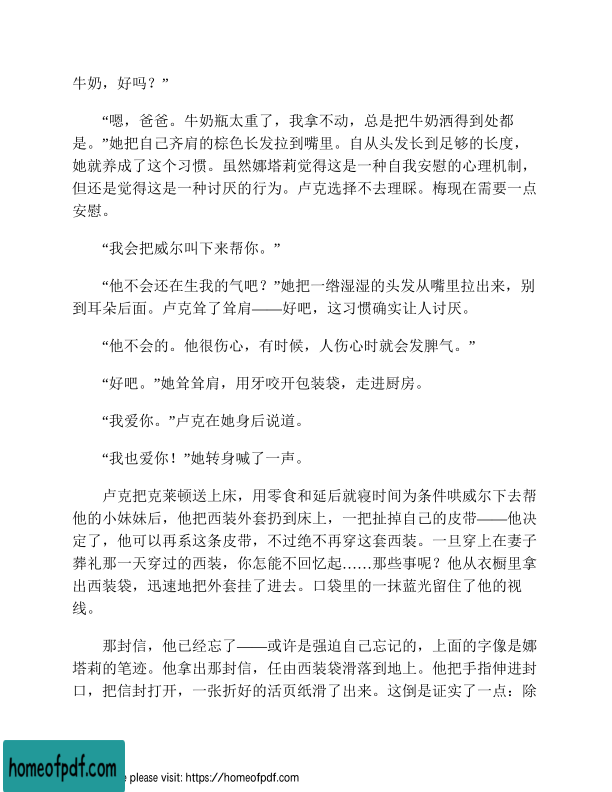 牛奶，好吗？”
“嗯，爸爸。牛奶瓶太重了，我拿不动，总是把牛奶洒得到处都
是。”她把自己齐肩的棕色长发拉到嘴里。自从头发长到足够的长度，
她就养成了这个习惯。虽然娜塔莉觉得这是一种自我安慰的心理机制，
但还是觉得这是一种讨厌的行为。卢克选择不去理睬。梅现在需要一点
安慰。
“我会把威尔叫下来帮你。”
“他不会还在生我的气吧？”她把一绺湿湿的头发从嘴里拉出来，别
到耳朵后面。卢克耸了耸肩——好吧，这习惯确实让人讨厌。
“他不会的。他很伤心，有时候，人伤心时就会发脾气。”
“好吧。”她耸耸肩，用牙咬开包装袋，走进厨房。
“我爱你。”卢克在她身后说道。
“我也爱你！”她转身喊了一声。
卢克把克莱顿送上床，用零食和延后就寝时间为条件哄威尔下去帮
他的小妹妹后，他把西装外套扔到床上，一把扯掉自己的皮带——他决
定了，他可以再系这条皮带，不过绝不再穿这套西装。一旦穿上在妻子
葬礼那一天穿过的西装，你怎能不回忆起……那些事呢？他从衣橱里拿
出西装袋，迅速地把外套挂了进去。口袋里的一抹蓝光留住了他的视
线。
那封信，他已经忘了——或许是强迫自己忘记的，上面的字像是娜
塔莉的笔迹。他拿出那封信，任由西装袋滑落到地上。他把手指伸进封
口，把信封打开，一张折好的活页纸滑了出来。这倒是证实了一点：除
homeofpdf.com
e please visit: https://homeofpdf.com